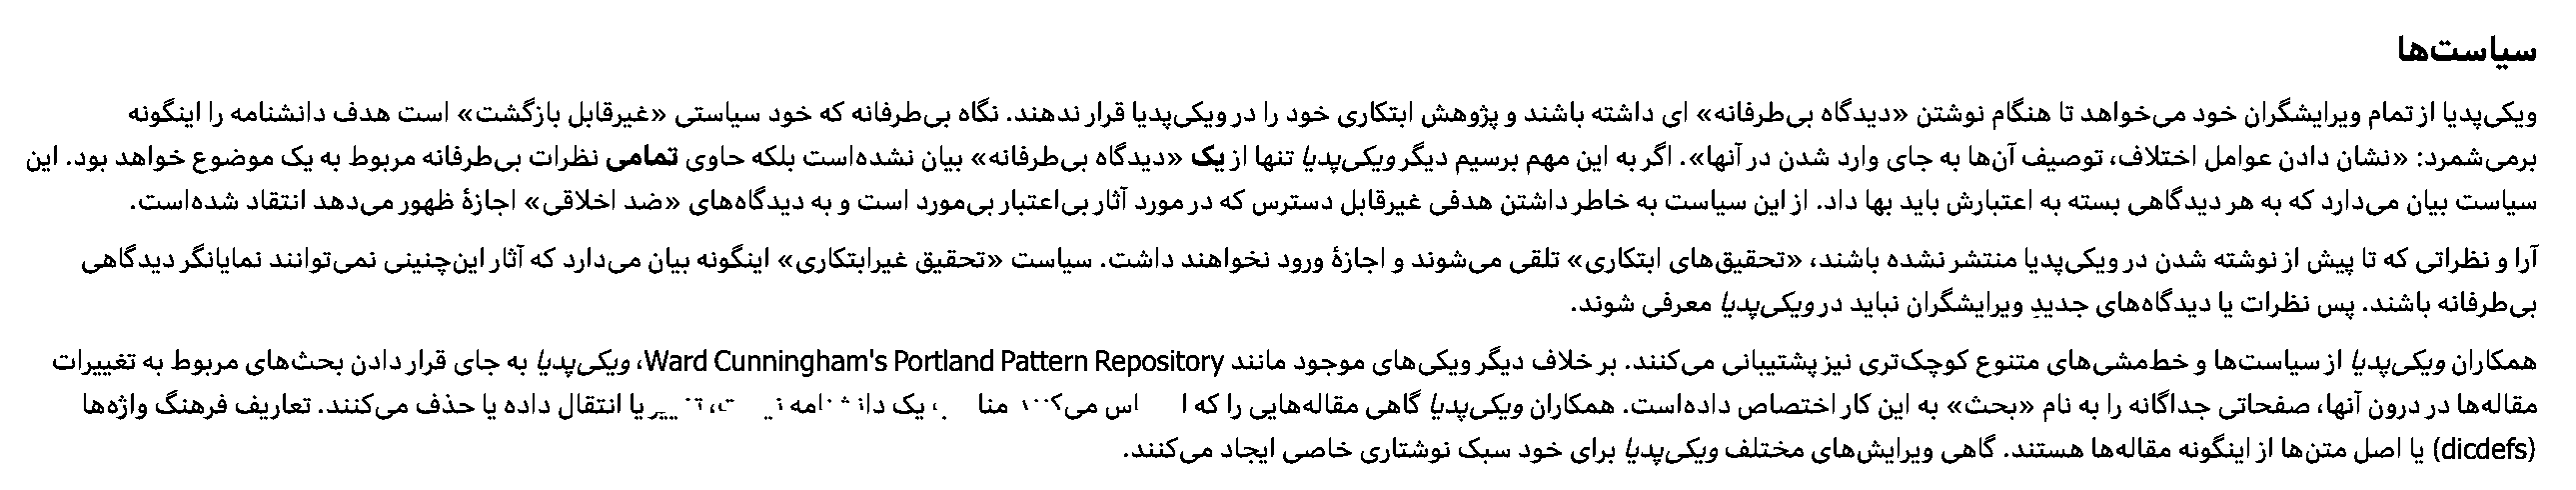 سیاست‌ها
ویکی‌پدیا از تمام ویرایشگران خود می‌خواهد تا هنگام نوشتن «دیدگاه بی‌طرفانه» ای داشته باشند و پژوهش ابتکاری خود را در ویکی‌پدیا قرار ندهند. نگاه بی‌طرفانه که خود سیاستی «غیرقابل بازگشت» است هدف دانشنامه را اینگونه
برمی‌شمرد: «نشان دادن عوامل اختلاف، توصیف آن‌ها به جای وارد شدن در آنها». اگر به این مهم برسیم دیگر ویکی‌پدیا تنها از یک «دیدگاه بی‌طرفانه» بیان نشده‌است بلکه حاوی تمامی نظرات بی‌طرفانه مربوط به یک موضوع خواهد بود. این
سیاست بیان می‌دارد که به هر دیدگاهی بسته به اعتبارش باید بها داد. از این سیاست به خاطر داشتن هدفی غیرقابل دسترس که در مورد آثار بی‌اعتبار بی‌مورد است و به دیدگاه‌های «ضد اخلاقی» اجازهٔ ظهور می‌دهد انتقاد شده‌است.
آرا و نظراتی که تا پیش از نوشته شدن در ویکی‌پدیا منتشر نشده باشند، «تحقیق‌های ابتکاری» تلقی می‌شوند و اجازهٔ ورود نخواهند داشت. سیاست «تحقیق غیرابتکاری» اینگونه بیان می‌دارد که آثار این‌چنینی نمی‌توانند نمایانگر دیدگاهی
بی‌طرفانه باشند. پس نظرات یا دیدگاه‌های جدیدِ ویرایشگران نباید در ویکی‌پدیا معرفی شوند.
همکاران ویکی‌پدیا از سیاست‌ها و خط‌مشی‌های متنوع کوچک‌تری نیز پشتیبانی می‌کنند. بر خلاف دیگر ویکی‌های موجود مانند Ward Cunningham's Portland Pattern Repository، ویکی‌پدیا به جای قرار دادن بحث‌های مربوط به تغییرات
مقاله‌ها در درون آنها، صفحاتی جداگانه را به نام «بحث» به این کار اختصاص داده‌است. همکاران ویکی‌پدیا گاهی مقاله‌هایی را که یک یا انتقال داده یا حذف می‌کنند. تعاریف فرهنگ واژه‌ها
(dicdefs) یا اصل متن‌ها از اینگونه مقاله‌ها هستند. گاهی ویرایش‌های مختلف ویکی‌پدیا برای خود سبک نوشتاری خاصی ایجاد می‌کنند.